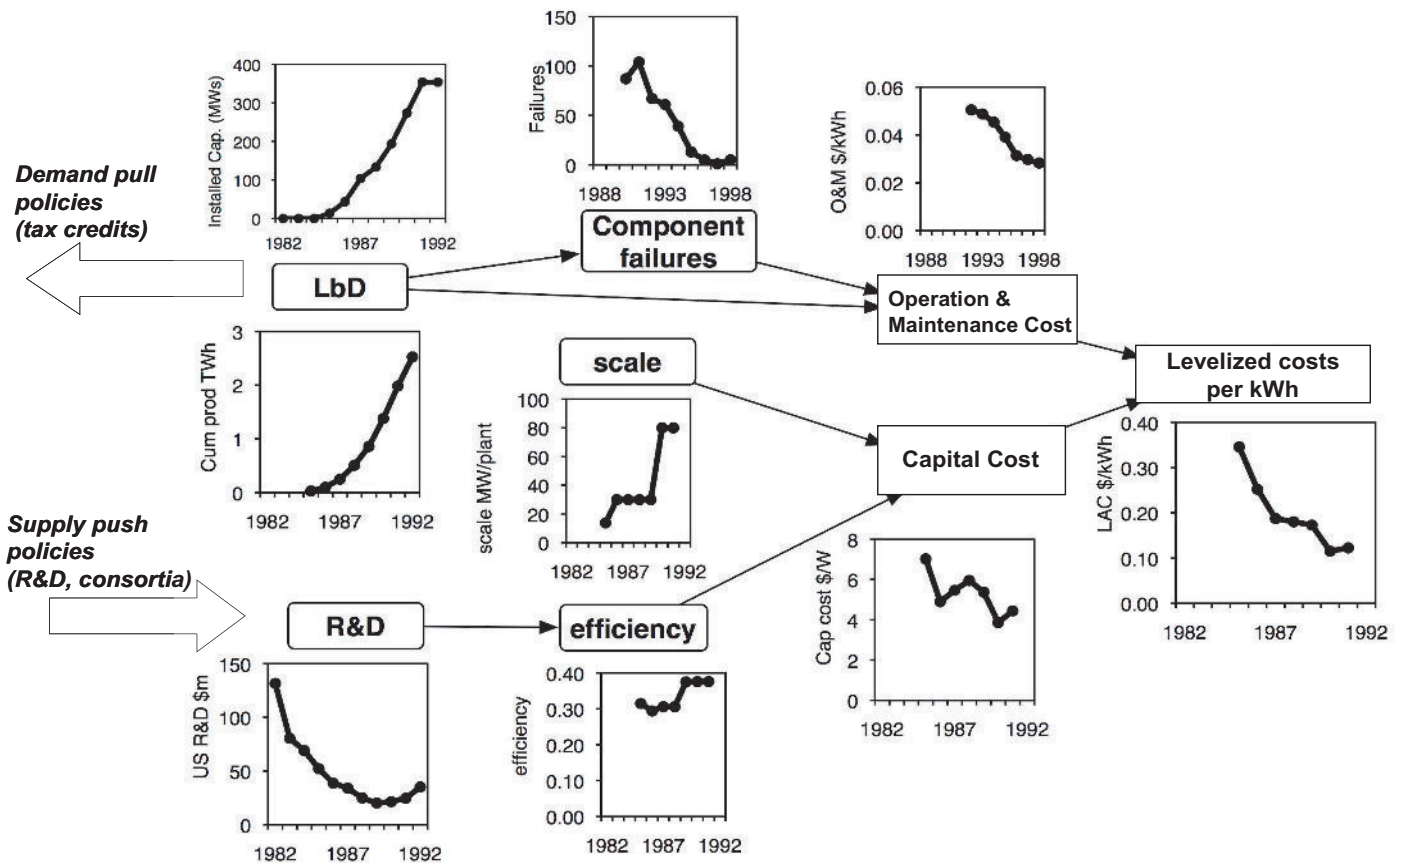 Demand pull
policies
(tax credits)
Installed Cap. (MWs)
400
300
200
100
0
1982 1987 1992
LbD
Cum prod TWh
3
2
1
0
1982 1987 1992
Supply push
policies
(R&D, consortia)
R&D
US R&D $m
150
100
50
0
1982 1987 1992
Failures
150
100
50
0
1988 1993 1998
Component
failures
scale
scale MW/plant
100
80
60
40
20
0
1982 1987 1992
efficiency
efficiency
0.40
0.30
0.20
0.10
0.00
1982 1987 1992
O&M $/kWh
0.06
0.04
0.02
0.00
1988 1993 1998
Operation &
Maintenance Cost
Capital Cost
Cap cost $/W
8
6
4
2
0
1982 1987 1992
Levelized costs
per kWh
LAC $/kWh
0.40
0.30
0.20
0.10
0.00
1982 1987 1992